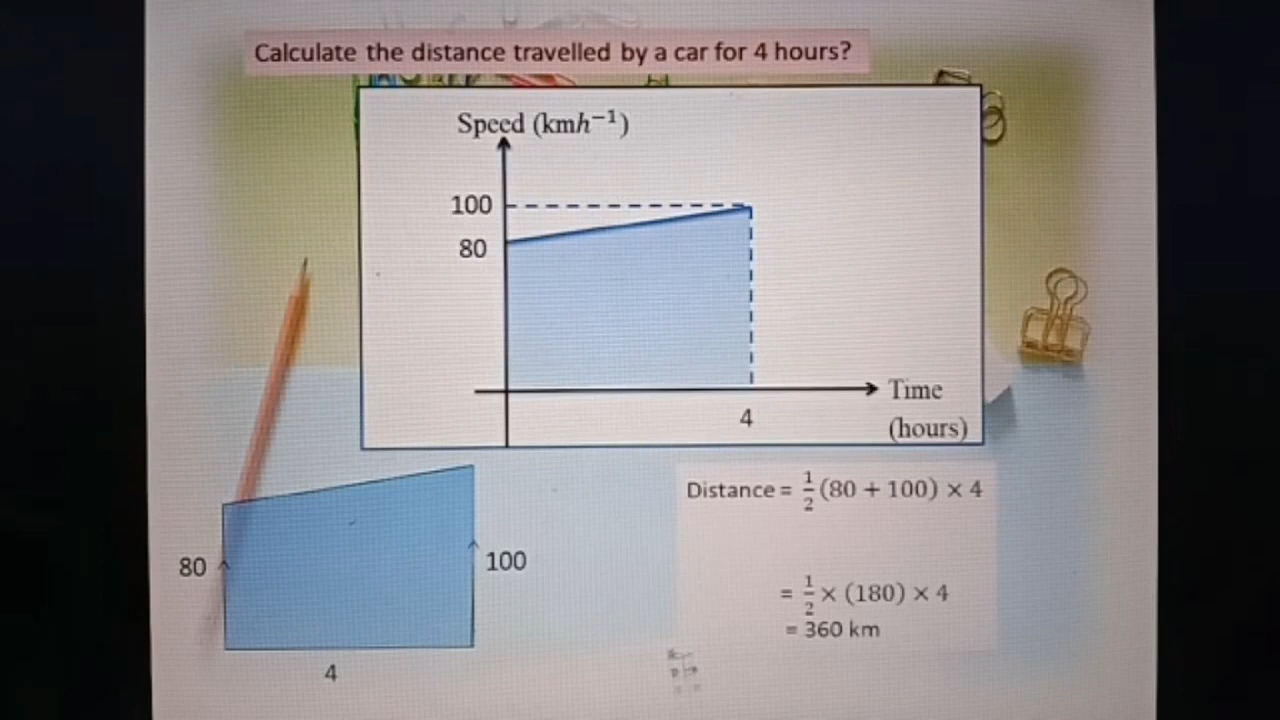 Calculate the distance travelled by a car for 4 hours?
Speed (kmh⁻¹)
100
80
4
Time
(hours)
80
100
4
Distance = 1/2 (80 + 100) × 4
= 1/2 × (180) × 4
= 360 km